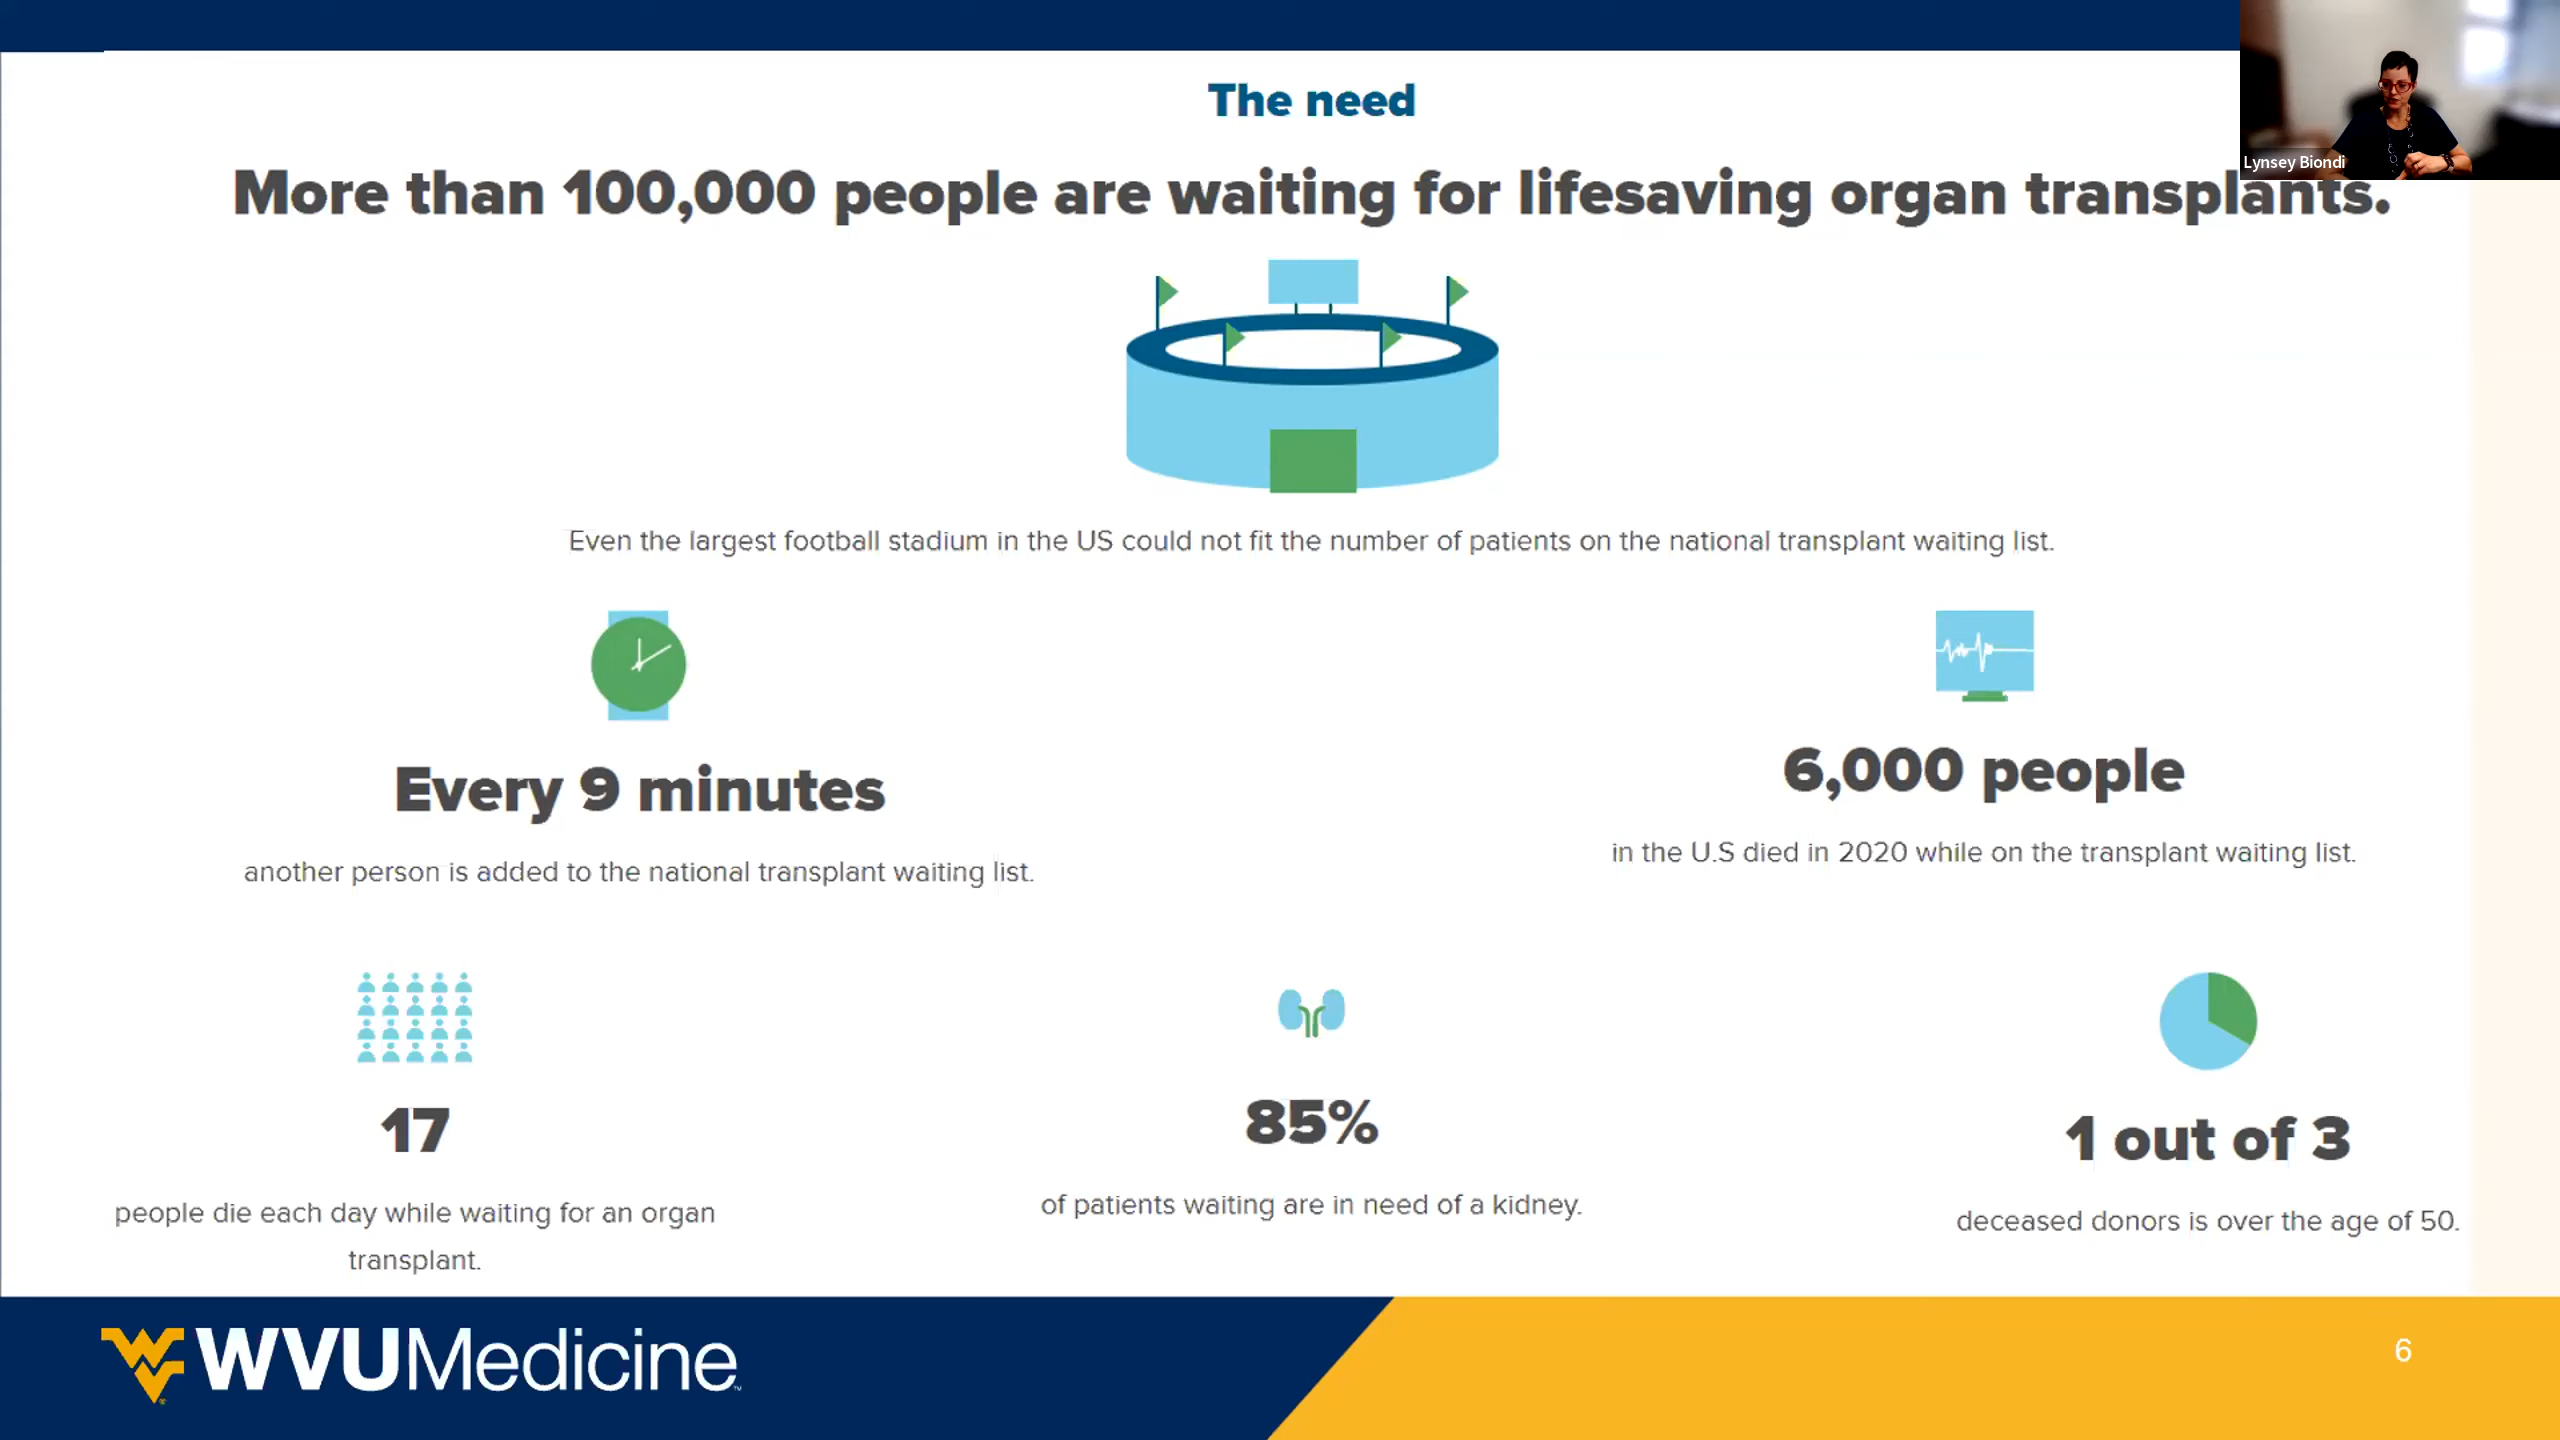 The need
Lynsey Biondi
More than 100,000 people are waiting for lifesaving organ transplants.
Even the largest football stadium in the US could not fit the number of patients on the national transplant waiting list.
Every 9 minutes
another person is added to the national transplant waiting list.
6,000 people
in the U.S died in 2020 while on the transplant waiting list.
17
people die each day while waiting for an organ
transplant.
85%
of patients waiting are in need of a kidney.
1 out of 3
deceased donors is over the age of 50.
WVUMedicine
6